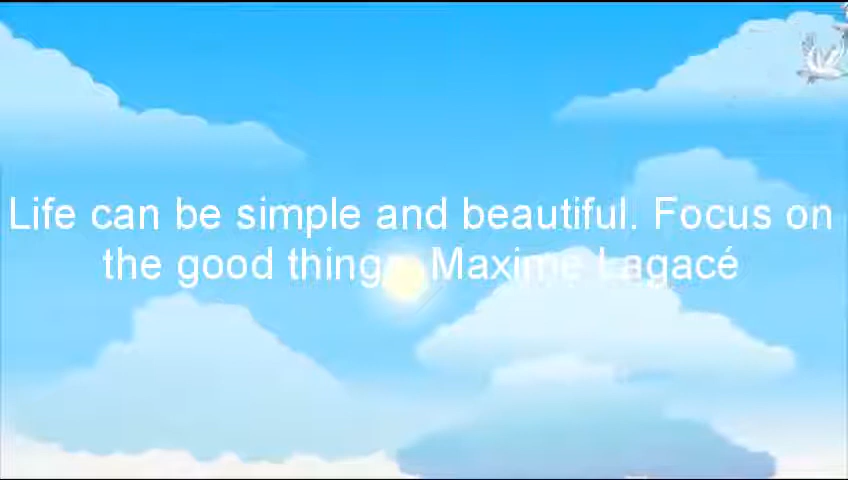 Life can be simple and beautiful. Focus on
the good things. Maxime Lagacé